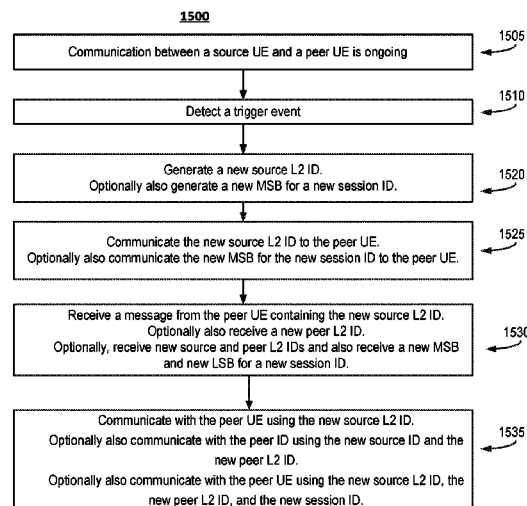 1500
Communication between a source UE and a peer UE is ongoing
1505
Detect a trigger event
1510
Generate a new source L2 ID.
Optionally also generate a new MSB for a new session ID.
1520
Communicate the new source L2 ID to the peer UE.
Optionally also communicate the new MSB for the new session ID to the peer UE.
1525
Receive a message from the peer UE containing the new source L2 ID.
Optionally also receive a new peer L2 ID.
Optionally, receive new source and peer L2 IDs and also receive a new MSB
and new LSB for a new session ID.
1530
Communicate with the peer UE using the new source L2 ID.
Optionally also communicate with the peer ID using the new source ID and the
new peer L2 ID.
Optionally also communicate with the peer UE using the new source L2 ID, the
new peer L2 ID, and the new session ID.
1535